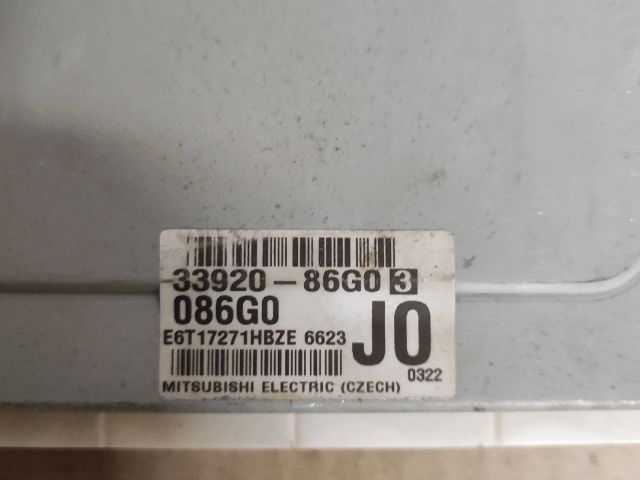 33920-86G0 3
086G0
E6T17271HBZE 6623
J0
0322
MITSUBISHI ELECTRIC (CZECH)